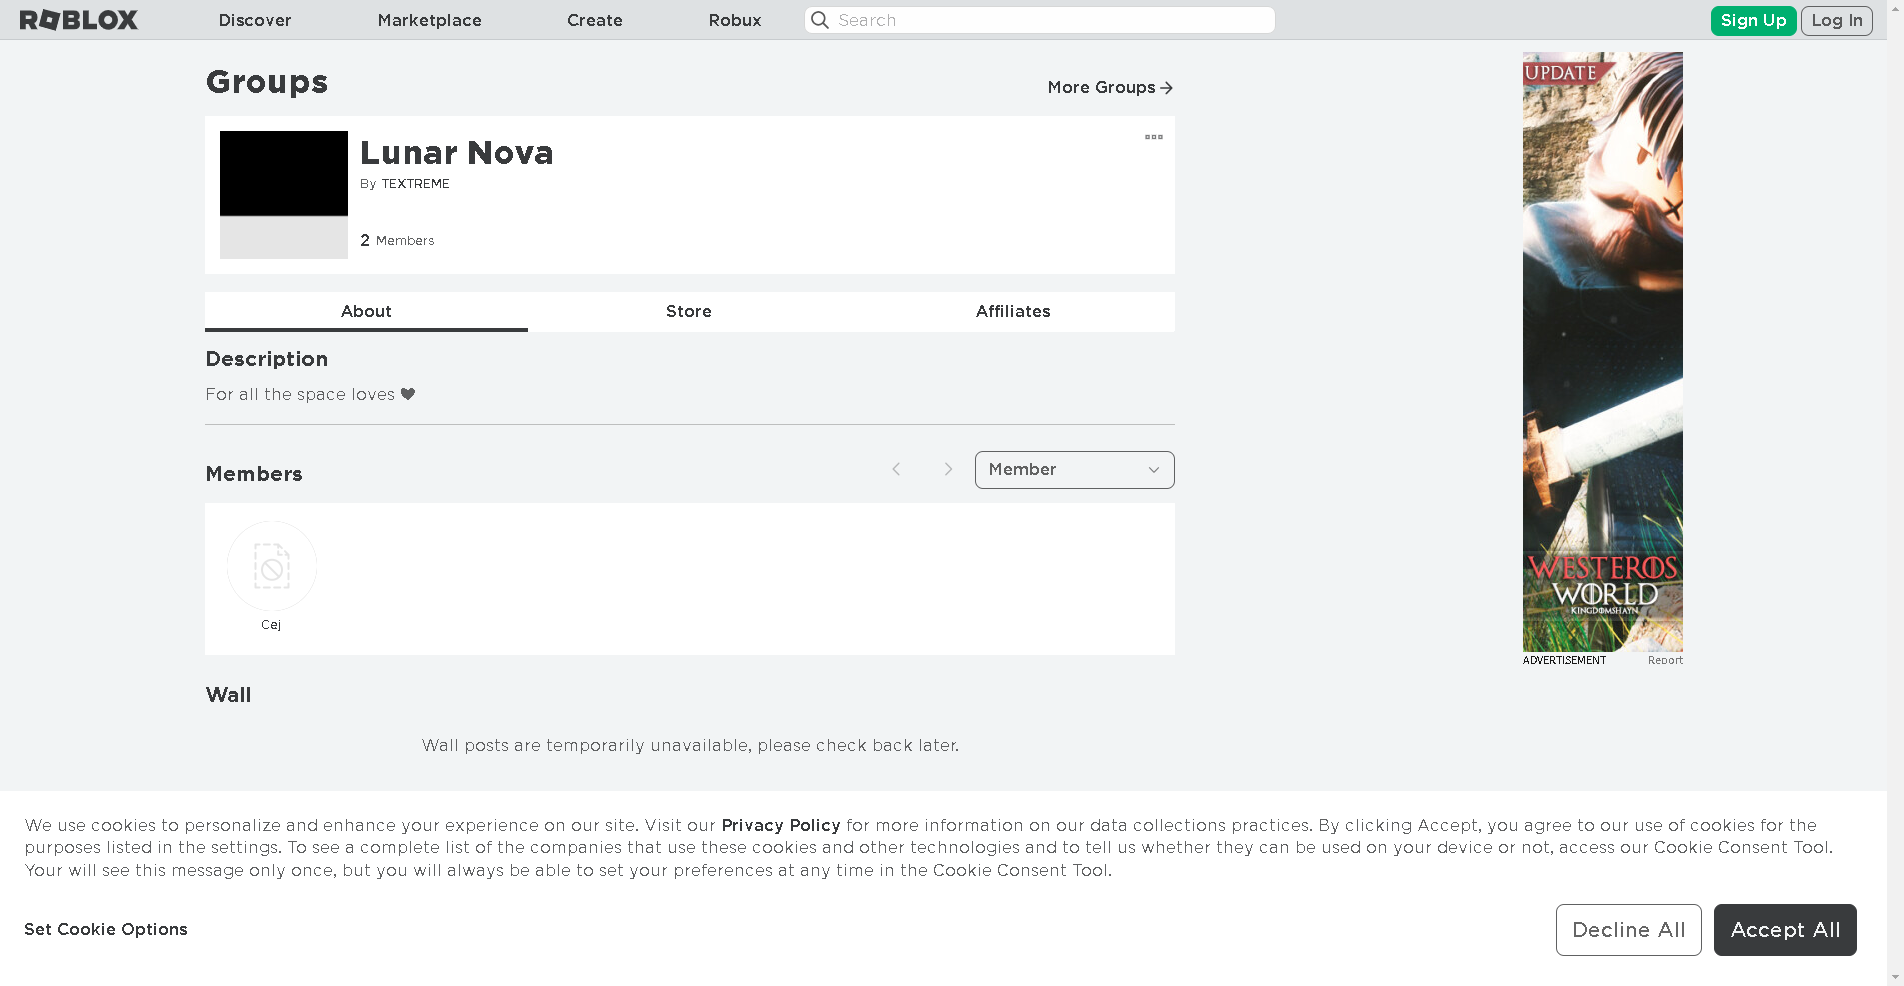 ROBLOX
Discover
Marketplace
Create
Robux
Search
Sign Up
Log In
Groups
More Groups
Lunar Nova
By TEXTREME
2 Members
About
Store
Affiliates
Description
For all the space loves ♥
Members
Member
Cej
Wall
Wall posts are temporarily unavailable, please check back later.
UPDATE
WESTEROS
WORLD
KINGDOMSHAYN
ADVERTISEMENT
Report
We use cookies to personalize and enhance your experience on our site. Visit our Privacy Policy for more information on our data collections practices. By clicking Accept, you agree to our use of cookies for the
purposes listed in the settings. To see a complete list of the companies that use these cookies and other technologies and to tell us whether they can be used on your device or not, access our Cookie Consent Tool.
Your will see this message only once, but you will always be able to set your preferences at any time in the Cookie Consent Tool.
Set Cookie Options
Decline All
Accept All